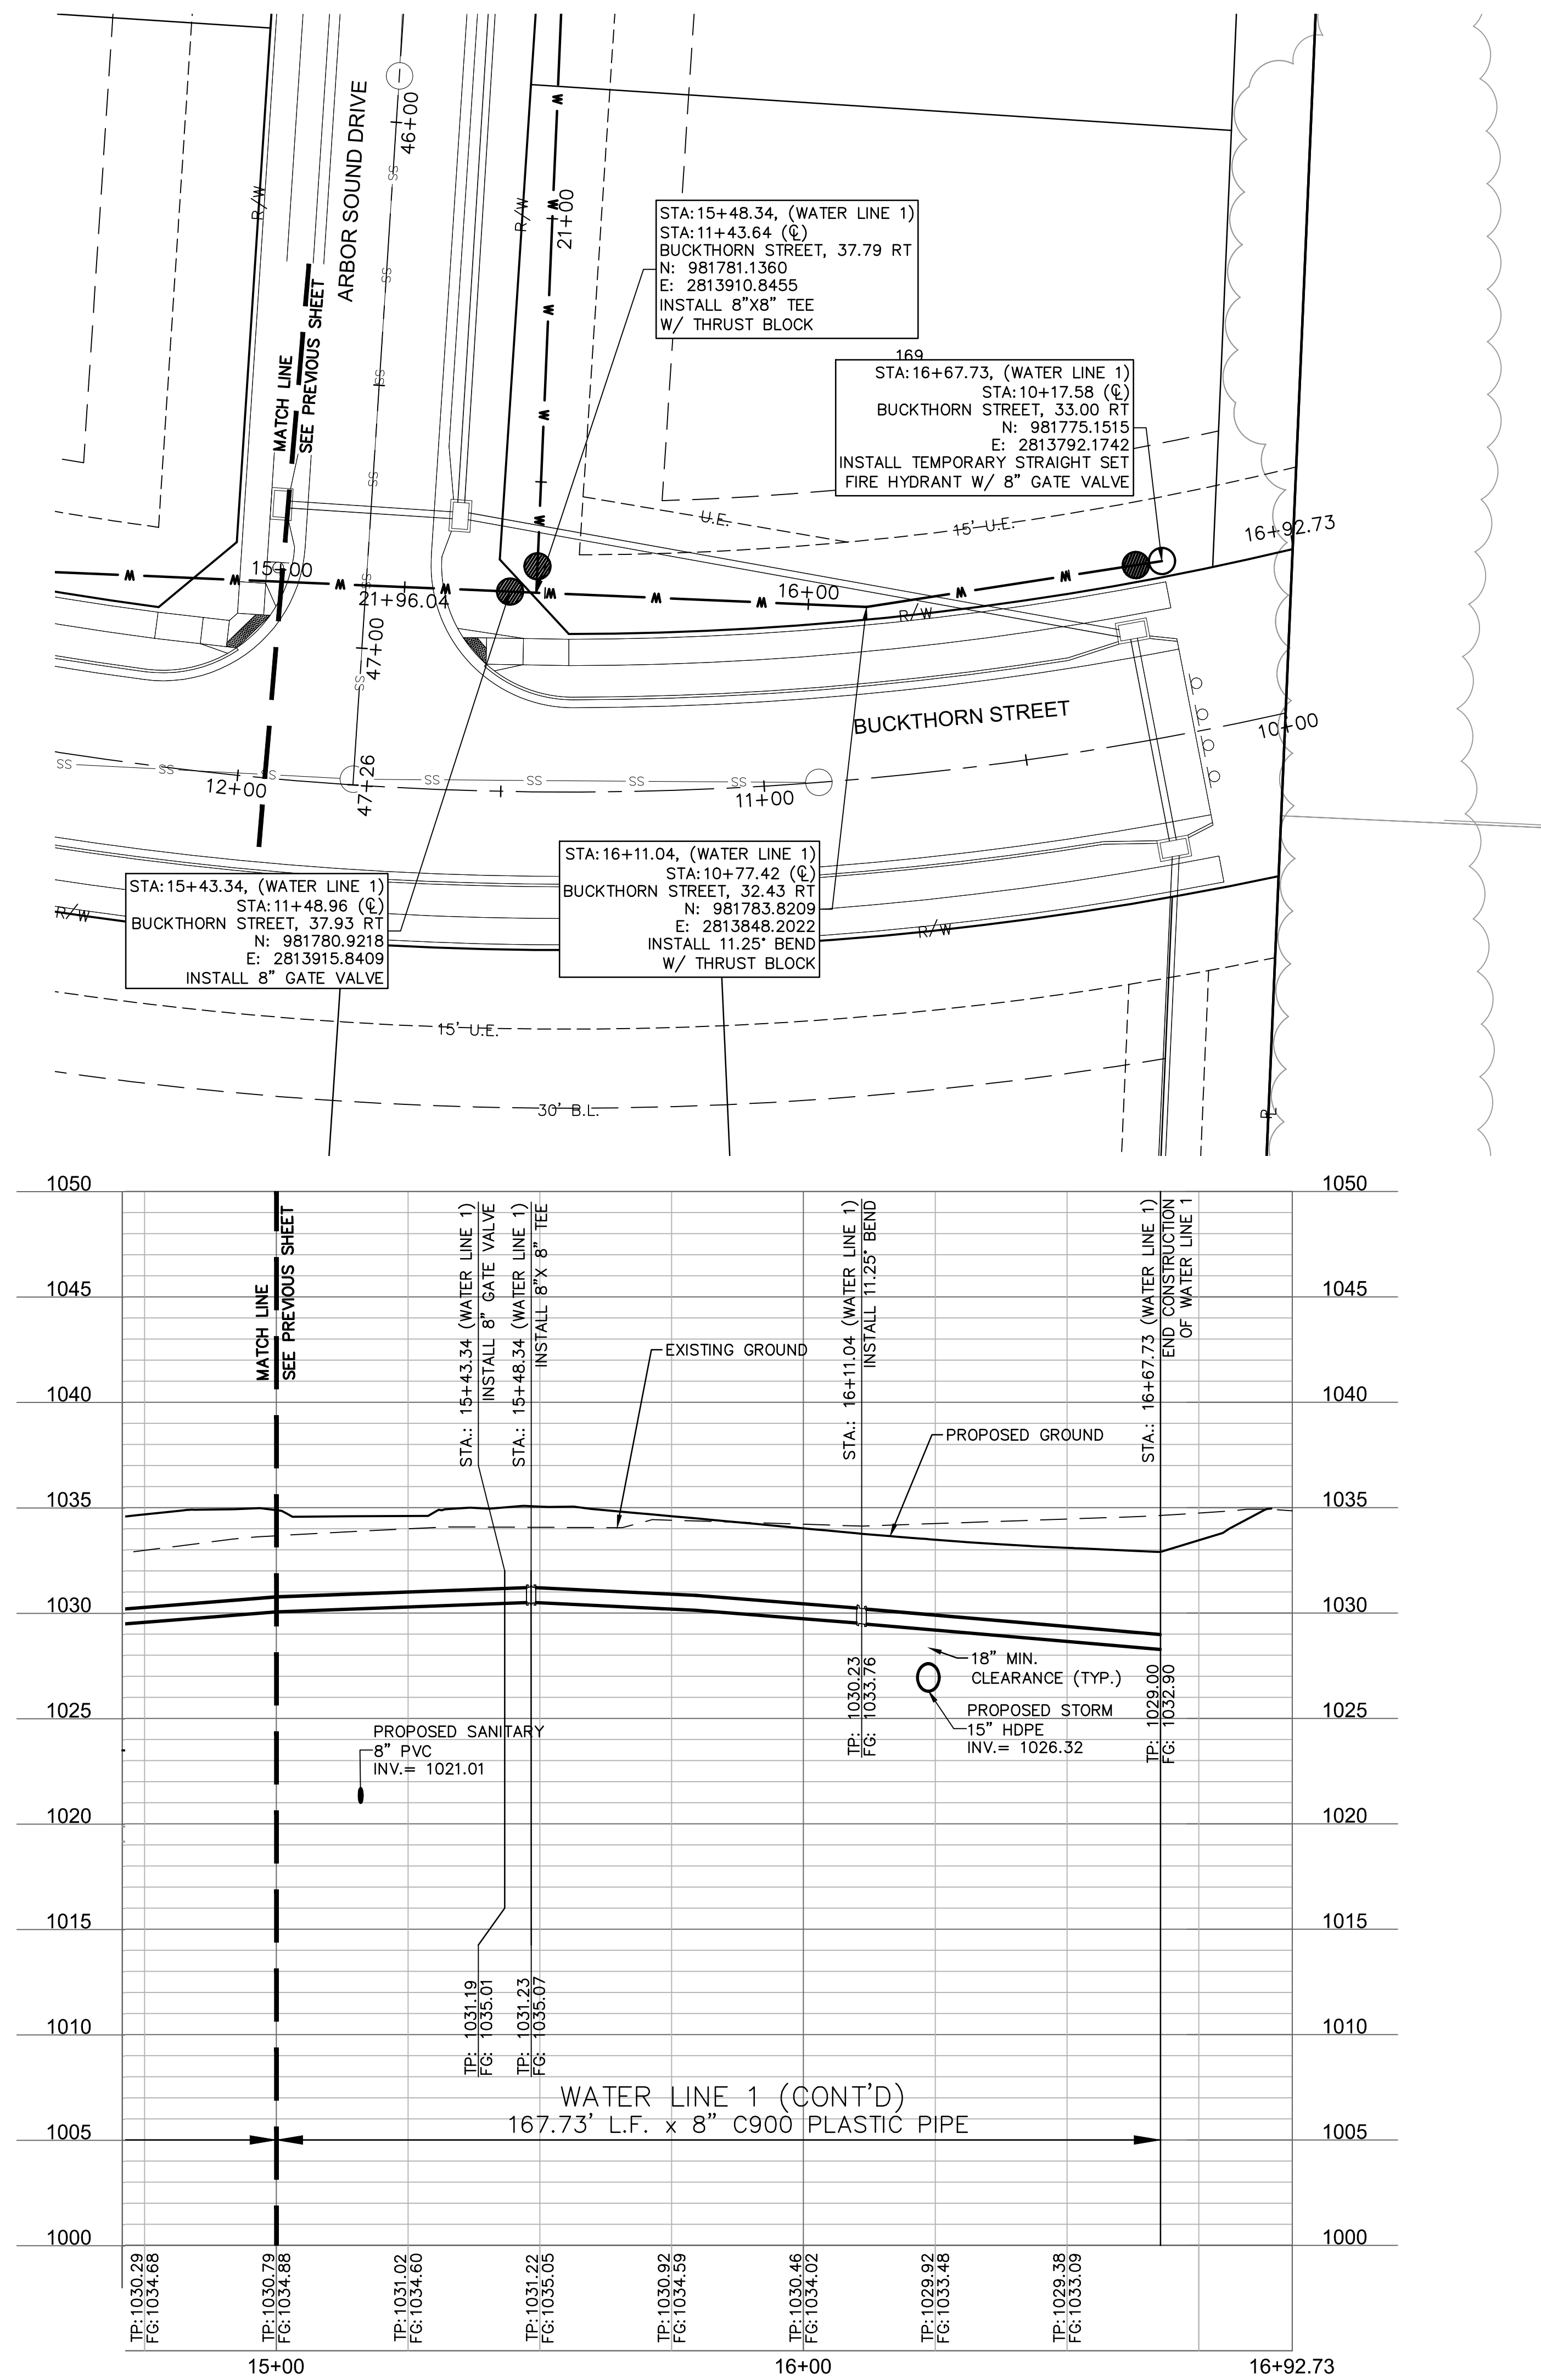 ARBOR SOUND DRIVE
46+00
R/W
R/W
W
W
21+00
SS
SS
SS
SS
MATCH LINE
SEE PREVIOUS SHEET
STA:15+48.34, (WATER LINE 1)
STA:11+43.64 (℄)
BUCKTHORN STREET, 37.79 RT
N: 981781.1360
E: 2813910.8455
INSTALL 8"X8" TEE
W/ THRUST BLOCK
169
STA:16+67.73, (WATER LINE 1)
STA:10+17.58 (℄)
BUCKTHORN STREET, 33.00 RT
N: 981775.1515
E: 2813792.1742
INSTALL TEMPORARY STRAIGHT SET
FIRE HYDRANT W/ 8" GATE VALVE
W
W
W
U.E.
15' U.E.
16+92.73
15+00
W
W
W
W
W
W
W
W
W
SS
21+96.04
16+00
R/W
47+00
SS
BUCKTHORN STREET
10+00
SS
SS
SS
SS
SS
SS
SS
12+00
47+26
11+00
STA:15+43.34, (WATER LINE 1)
STA:11+48.96 (℄)
BUCKTHORN STREET, 37.93 RT
N: 981780.9218
E: 2813915.8409
INSTALL 8" GATE VALVE
STA:16+11.04, (WATER LINE 1)
STA:10+77.42 (℄)
BUCKTHORN STREET, 32.43 RT
N: 981783.8209
E: 2813848.2022
INSTALL 11.25° BEND
W/ THRUST BLOCK
R/W
R/W
15' U.E.
30' B.L.
1050
1050
1045
1045
1040
1040
1035
1035
1030
1030
1025
1025
1020
1020
1015
1015
1010
1010
1005
1005
1000
1000
MATCH LINE
SEE PREVIOUS SHEET
STA.: 15+43.34 (WATER LINE 1)
INSTALL 8" GATE VALVE
STA.: 15+48.34 (WATER LINE 1)
INSTALL 8"X 8" TEE
STA.: 16+11.04 (WATER LINE 1)
INSTALL 11.25° BEND
STA.: 16+67.73 (WATER LINE 1)
END CONSTRUCTION
OF WATER LINE 1
EXISTING GROUND
PROPOSED GROUND
18" MIN.
CLEARANCE (TYP.)
PROPOSED STORM
15" HDPE
INV.= 1026.32
TP: 1030.23
FG: 1033.76
TP: 1029.00
FG: 1032.90
PROPOSED SANITARY
8" PVC
INV.= 1021.01
TP: 1031.19
FG: 1035.01
TP: 1031.23
FG: 1035.07
WATER LINE 1 (CONT'D)
167.73' L.F. x 8" C900 PLASTIC PIPE
TP:1030.29
FG:1034.68
TP:1030.79
FG:1034.88
TP:1031.02
FG:1034.60
TP:1031.22
FG:1035.05
TP:1030.92
FG:1034.59
TP:1030.46
FG:1034.02
TP:1029.92
FG:1033.48
TP:1029.38
FG:1033.09
15+00
16+00
16+92.73